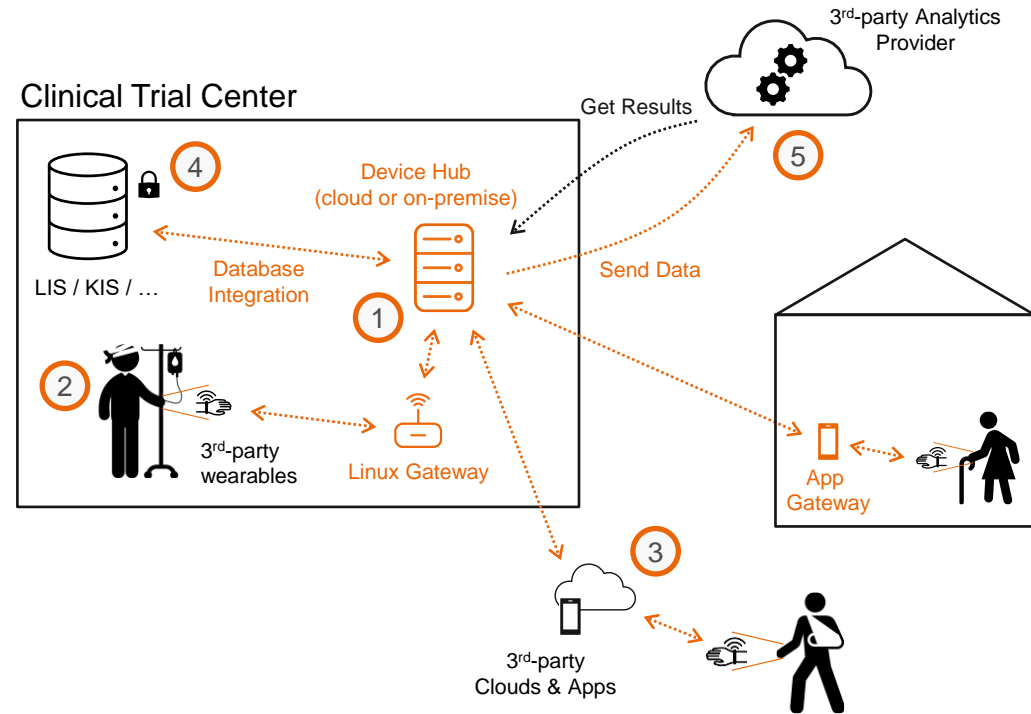 3rd-party Analytics
Provider
Clinical Trial Center
Get Results
4
5
Device Hub
(cloud or on-premise)
Database
Integration
Send Data
LIS / KIS / …
1
2
3rd-party
wearables
Linux Gateway
App
Gateway
3
3rd-party
Clouds & Apps